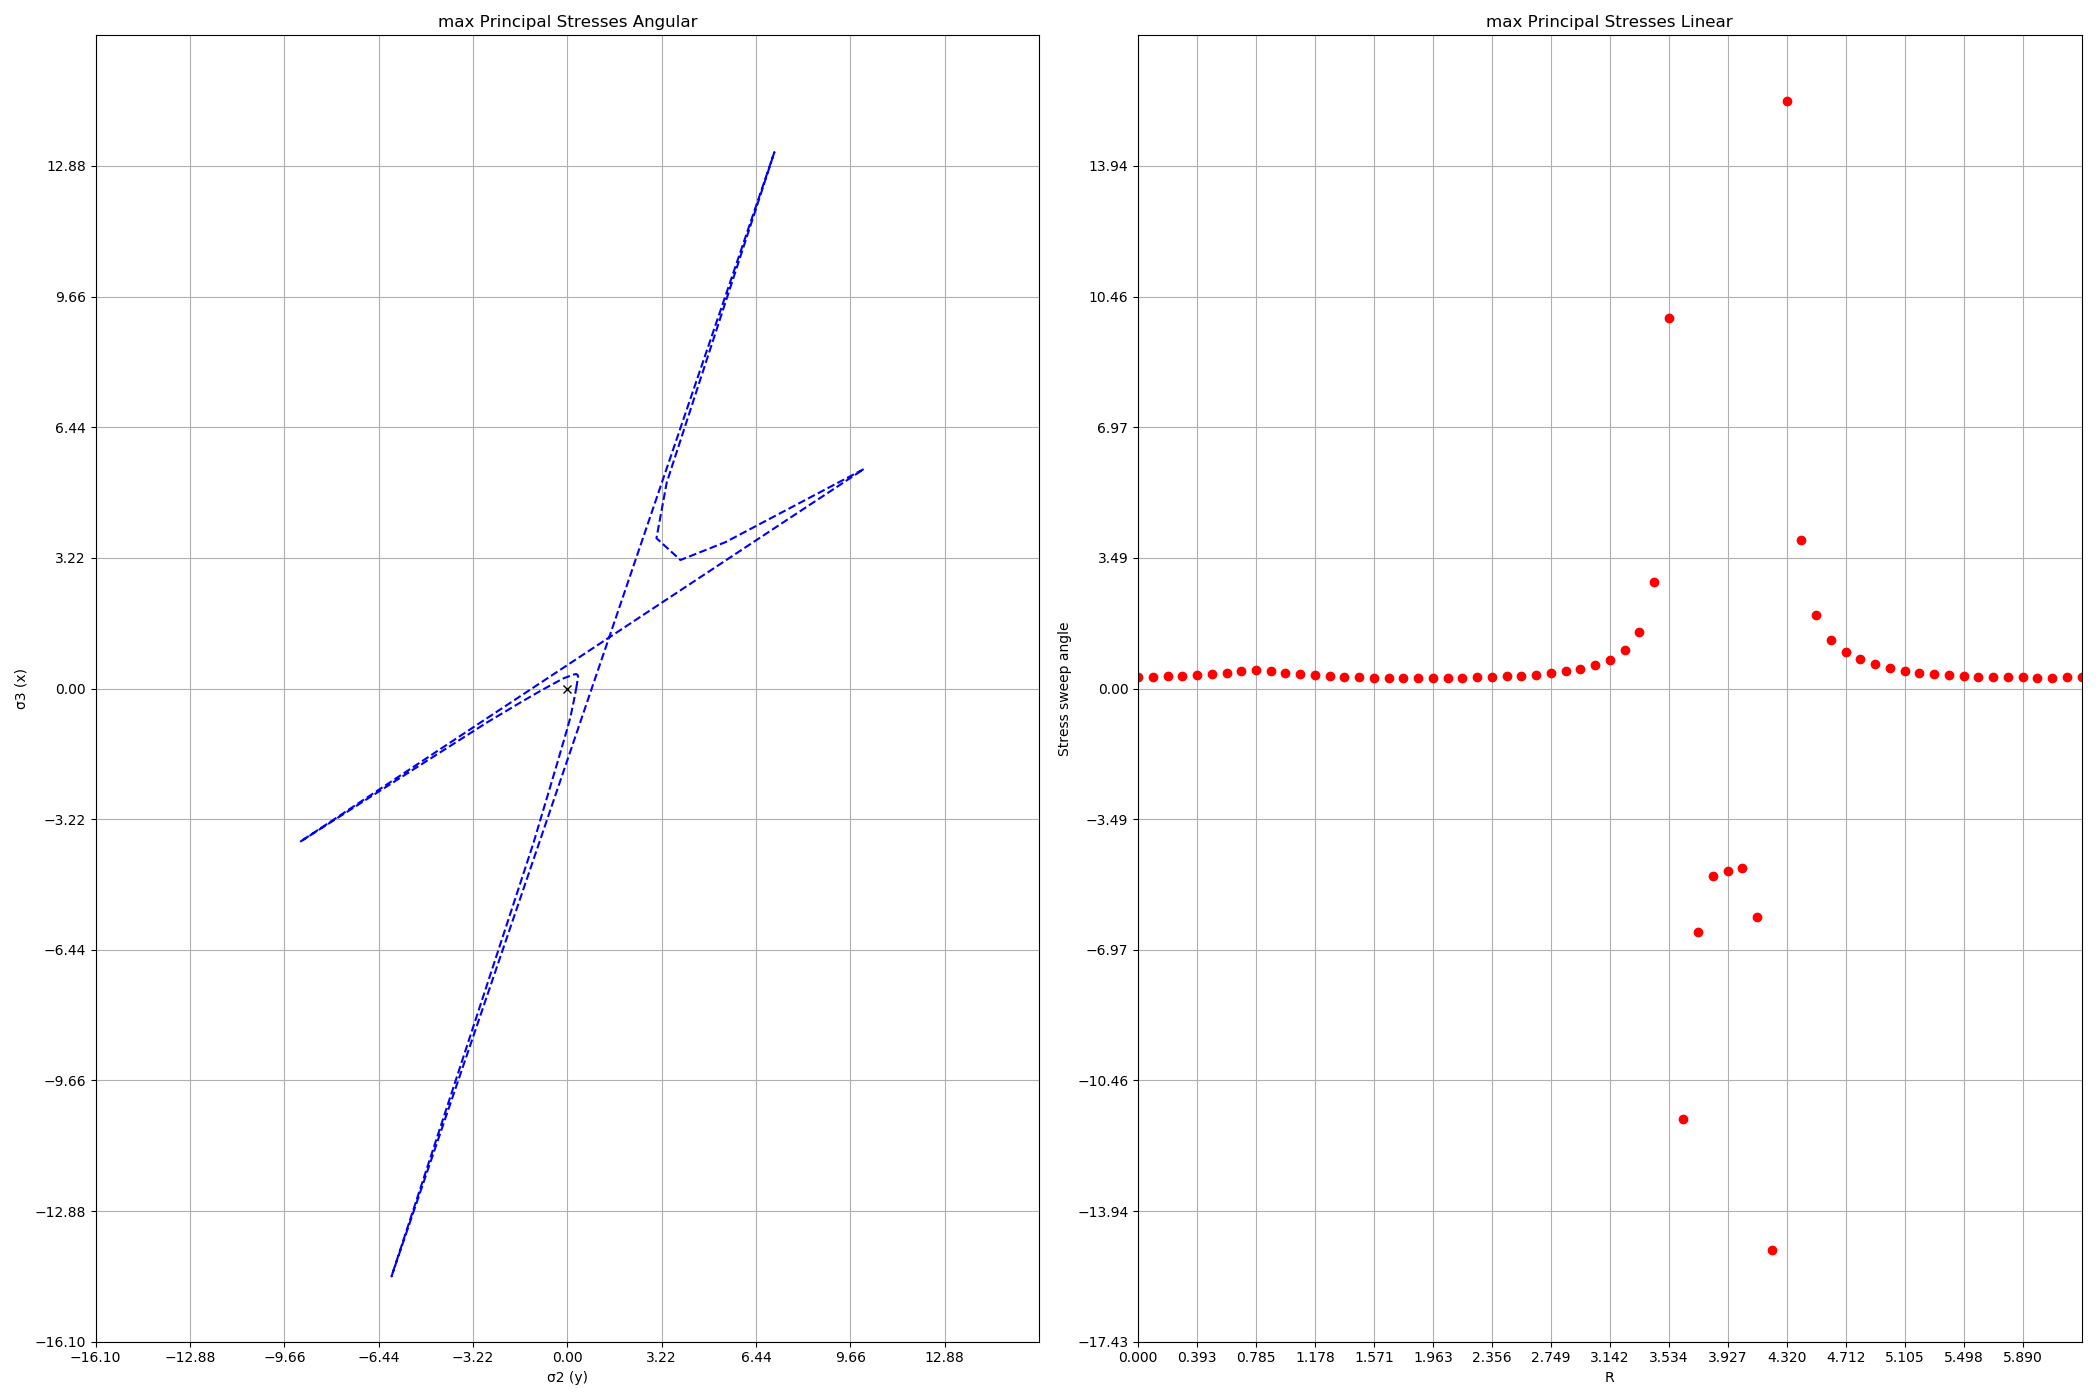 max Principal Stresses Angular
12.88
9.66
6.44
3.22
0.00
−3.22
−6.44
−9.66
−12.88
−16.10
σ3 (x)
−16.10 −12.88 −9.66 −6.44 −3.22 0.00 3.22 6.44 9.66 12.88
σ2 (y)
max Principal Stresses Linear
13.94
10.46
6.97
3.49
0.00
−3.49
−6.97
−10.46
−13.94
−17.43
Stress sweep angle
0.000 0.393 0.785 1.178 1.571 1.963 2.356 2.749 3.142 3.534 3.927 4.320 4.712 5.105 5.498 5.890
R